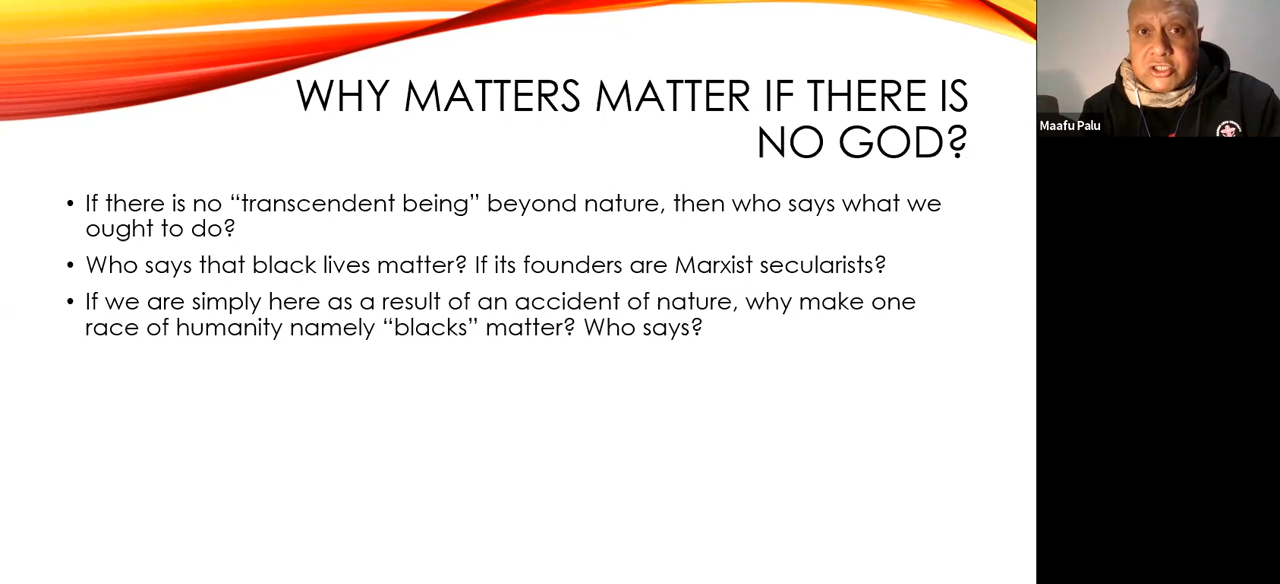 WHY MATTERS MATTER IF THERE IS
NO GOD?
• If there is no “transcendent being” beyond nature, then who says what we
ought to do?
• Who says that black lives matter? If its founders are Marxist secularists?
• If we are simply here as a result of an accident of nature, why make one
race of humanity namely “blacks” matter? Who says?
Maafu Palu